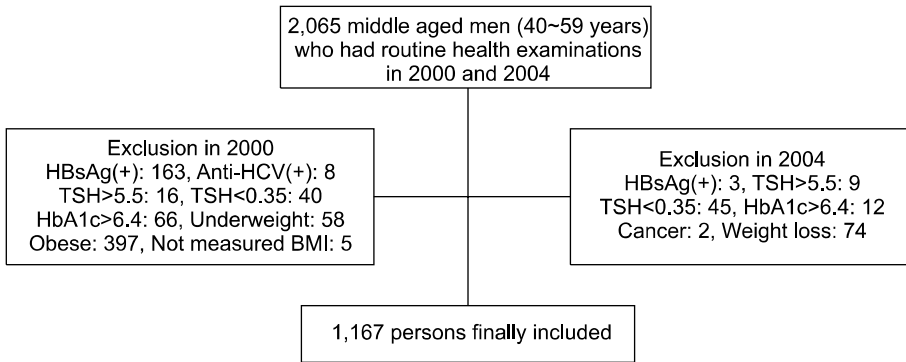 2,065 middle aged men (40~59 years)
who had routine health examinations
in 2000 and 2004
Exclusion in 2000
HBsAg(+): 163, Anti-HCV(+): 8
TSH>5.5: 16, TSH<0.35: 40
HbA1c>6.4: 66, Underweight: 58
Obese: 397, Not measured BMI: 5
Exclusion in 2004
HBsAg(+): 3, TSH>5.5: 9
TSH<0.35: 45, HbA1c>6.4: 12
Cancer: 2, Weight loss: 74
1,167 persons finally included